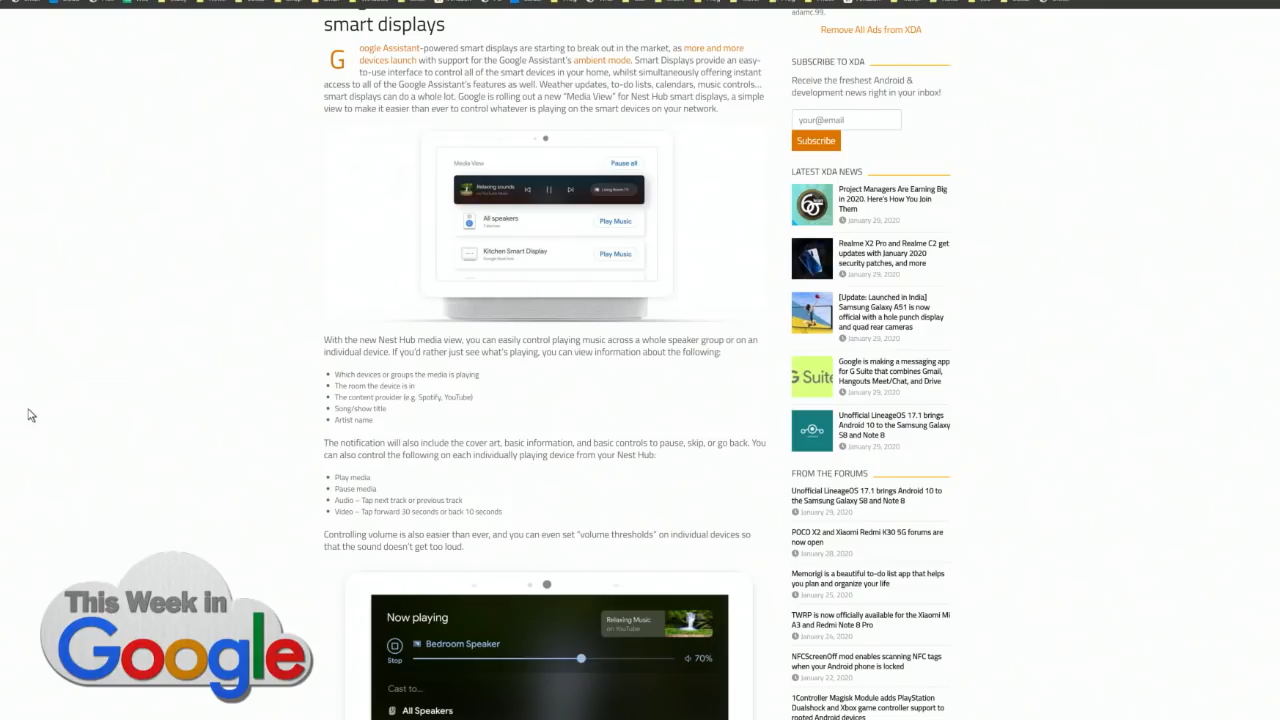 adamc.99.
smart displays
Google Assistant-powered smart displays are starting to break out in the market, as more and more
devices launch with support for the Google Assistant's ambient mode. Smart Displays provide an easy-
to-use interface to control all of the smart devices in your home, whilst simultaneously offering instant
access to all of the Google Assistant's features as well. Weather updates, to-do lists, calendars, music controls...
smart displays can do a whole lot. Google is rolling out a new "Media View" for Nest Hub smart displays, a simple
view to make it easier than ever to control whatever is playing on the smart devices on your network.
Media View
Pause all
Relaxing sounds
Living Room TV
All speakers
Play Music
Kitchen Smart Display
Google Nest Hub
Play Music
With the new Nest Hub media view, you can easily control playing music across a whole speaker group or on an
individual device. If you'd rather just see what's playing, you can view information about the following:
• Which devices or groups the media is playing
• The room the device is in
• The content provider (e.g. Spotify, YouTube)
• Song/show title
• Artist name
The notification will also include the cover art, basic information, and basic controls to pause, skip, or go back. You
can also control the following on each individually playing device from your Nest Hub:
• Play media
• Pause media
• Audio – Tap next track or previous track
• Video – Tap forward 30 seconds or back 10 seconds
Controlling volume is also easier than ever, and you can even set "volume thresholds" on individual devices so
that the sound doesn't get too loud.
Now playing
Relaxing Music
on YouTube
Bedroom Speaker
Stop
70%
Cast to...
All Speakers
Remove All Ads from XDA
SUBSCRIBE TO XDA
Receive the freshest Android &
development news right in your inbox!
your@email
Subscribe
LATEST XDA NEWS
Project Managers Are Earning Big
in 2020. Here's How You Join
Them
January 29, 2020
Realme X2 Pro and Realme C2 get
updates with January 2020
security patches, and more
January 29, 2020
[Update: Launched in India]
Samsung Galaxy A51 is now
official with a hole punch display
and quad rear cameras
January 29, 2020
G Suite
Google is making a messaging app
for G Suite that combines Gmail,
Hangouts Meet/Chat, and Drive
January 29, 2020
Unofficial LineageOS 17.1 brings
Android 10 to the Samsung Galaxy
S8 and Note 8
January 29, 2020
FROM THE FORUMS
Unofficial LineageOS 17.1 brings Android 10 to
the Samsung Galaxy S8 and Note 8
January 29, 2020
POCO X2 and Xiaomi Redmi K30 5G forums are
now open
January 28, 2020
Memorigi is a beautiful to-do list app that helps
you plan and organize your life
January 25, 2020
TWRP is now officially available for the Xiaomi Mi
A3 and Redmi Note 8 Pro
January 24, 2020
NFCScreenOff mod enables scanning NFC tags
when your Android phone is locked
January 22, 2020
1Controller Magisk Module adds PlayStation
Dualshock and Xbox game controller support to
rooted Android devices
This Week in
Google